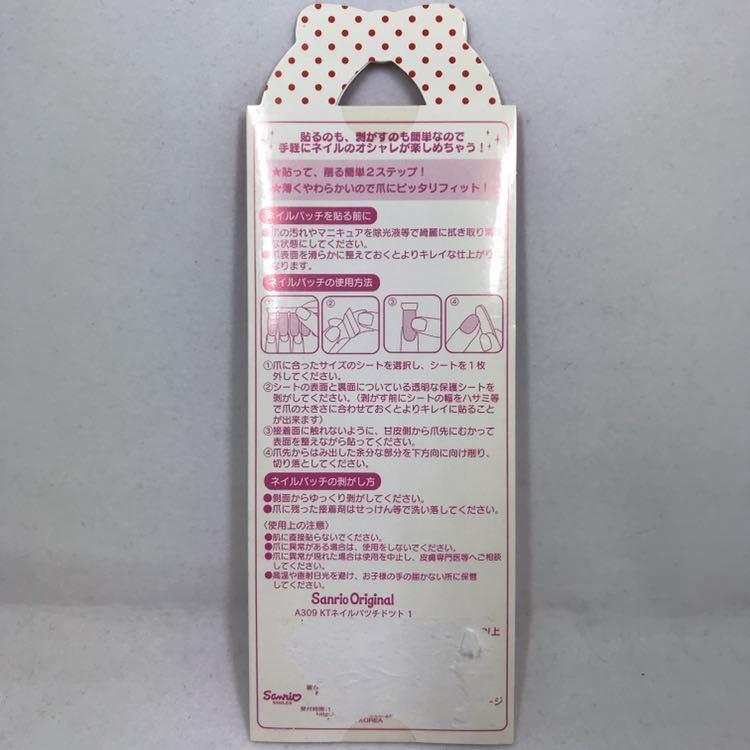 貼るのも、剥がすのも簡単なので
手軽にネイルのオシャレが楽しめちゃう！
★貼って、削る簡単2ステップ！
★薄くやわらかいので爪にピッタリフィット！
ネイルパッチを貼る前に
●爪の汚れやマニキュアを除光液等で綺麗に拭き取り清潔
な状態にしてください。
●爪表面を滑らかに整えておくとよりキレイな仕上がりに
なります。
ネイルパッチの使用方法
① ② ③ ④
①爪に合ったサイズのシートを選択し、シートを1枚
外してください。
②シートの表面と裏面についている透明な保護シートを
剥がしてください。（剥がす前にシートの幅をハサミ等
で爪の大きさに合わせておくとよりキレイに貼ること
が出来ます）
③接着面に触れないように、甘皮側から爪先にむかって
表面を整えながら貼ってください。
④爪先からはみ出した余分な部分を下方向に向け削り、
切り落としてください。
ネイルパッチの剥がし方
●側面からゆっくり剥がしてください。
●爪に残った接着剤はせっけん等で洗い落してください。
〈使用上の注意〉
●肌に直接貼らないでください。
●爪に異常がある場合は、使用をしないでください。
●爪に異常が現れた場合は使用を中止し、皮膚専門医等へご相談
してください。
●高温や直射日光を避け、お子様の手の届かない所に保管
してください。
Sanrio Original
A309 KTネイルパッチドット 1
以上
Sanrio
SMILES
受付時間:1
KOREA